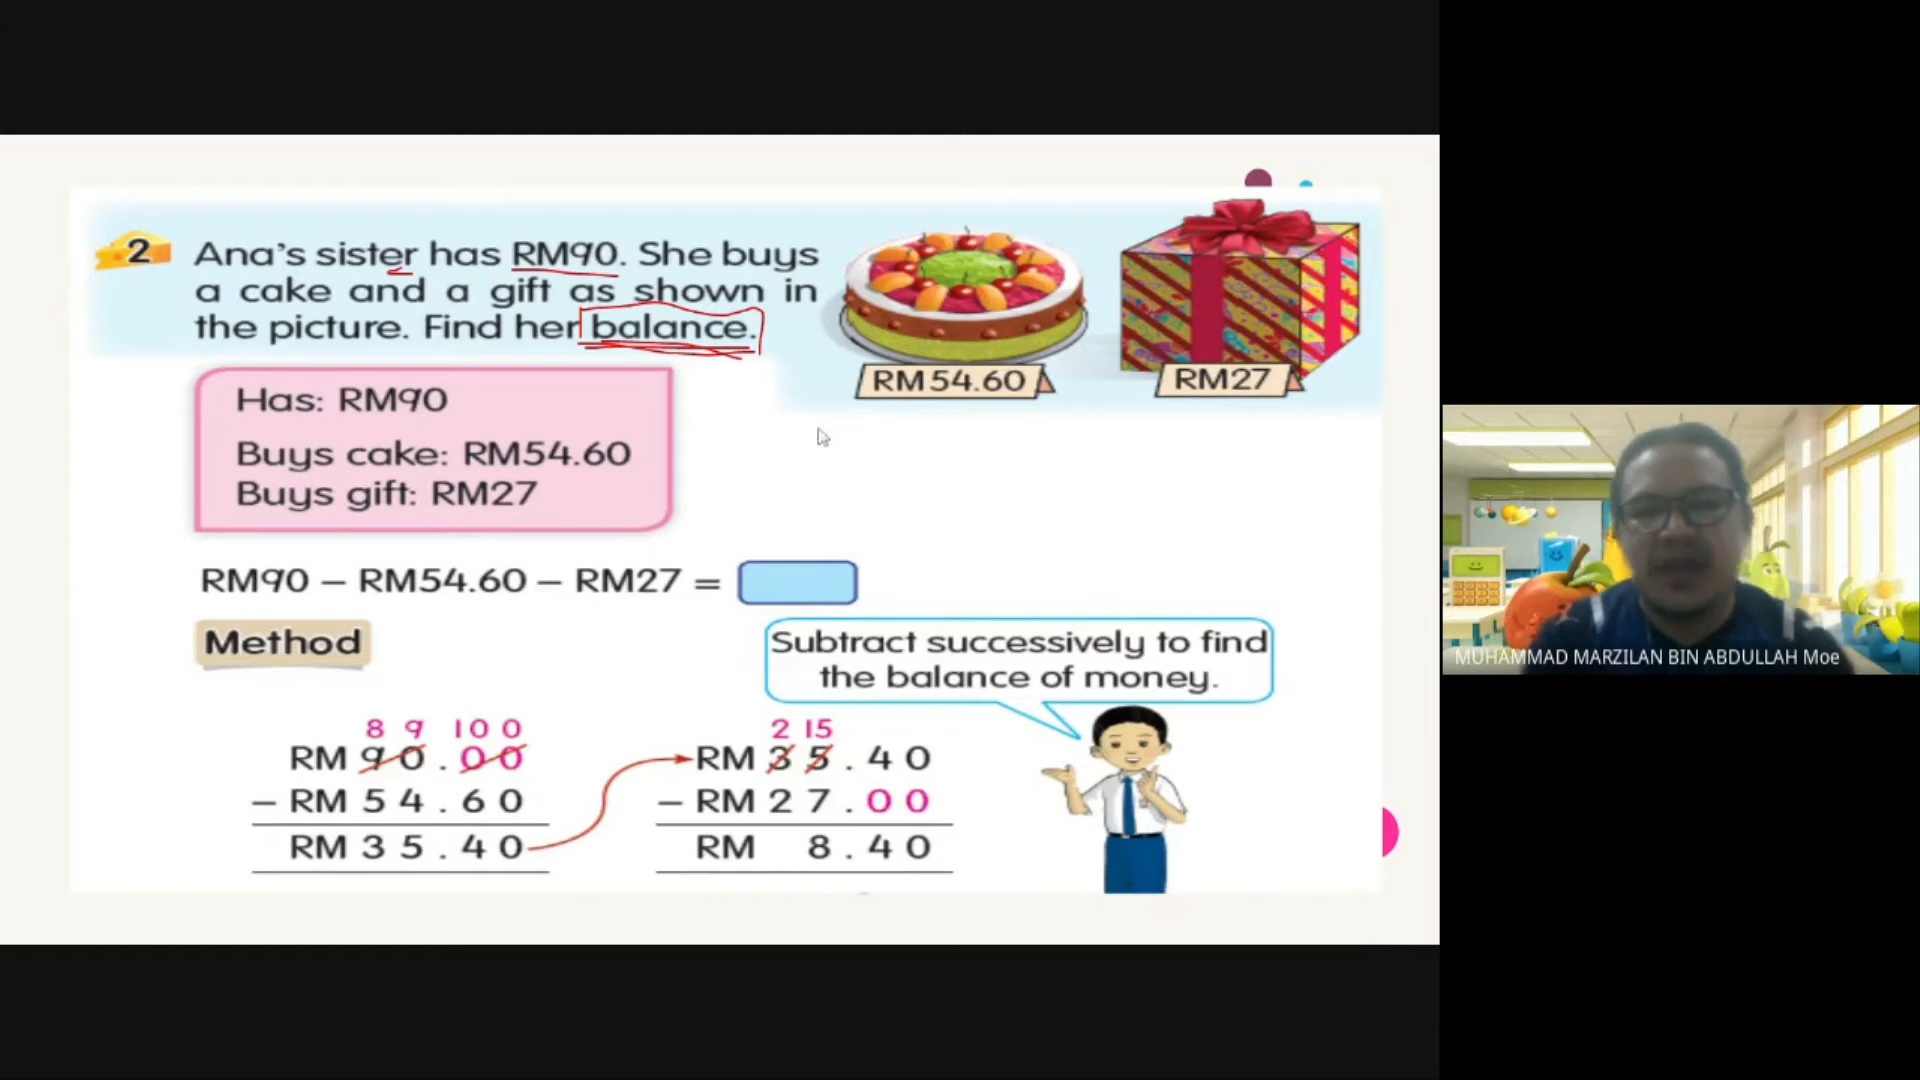 2 Ana's sister has RM90. She buys
a cake and a gift as shown in
the picture. Find her balance.
RM54.60
RM27
Has: RM90
Buys cake: RM54.60
Buys gift: RM27
RM90 – RM54.60 – RM27 =
Method
Subtract successively to find
the balance of money.
8 9 10 0
RM 9 0 . 0 0
– RM 5 4 . 6 0
RM 3 5 . 4 0
2 15
RM 3 5 . 4 0
– RM 2 7 . 0 0
RM 8 . 4 0
MUHAMMAD MARZILAN BIN ABDULLAH Moe